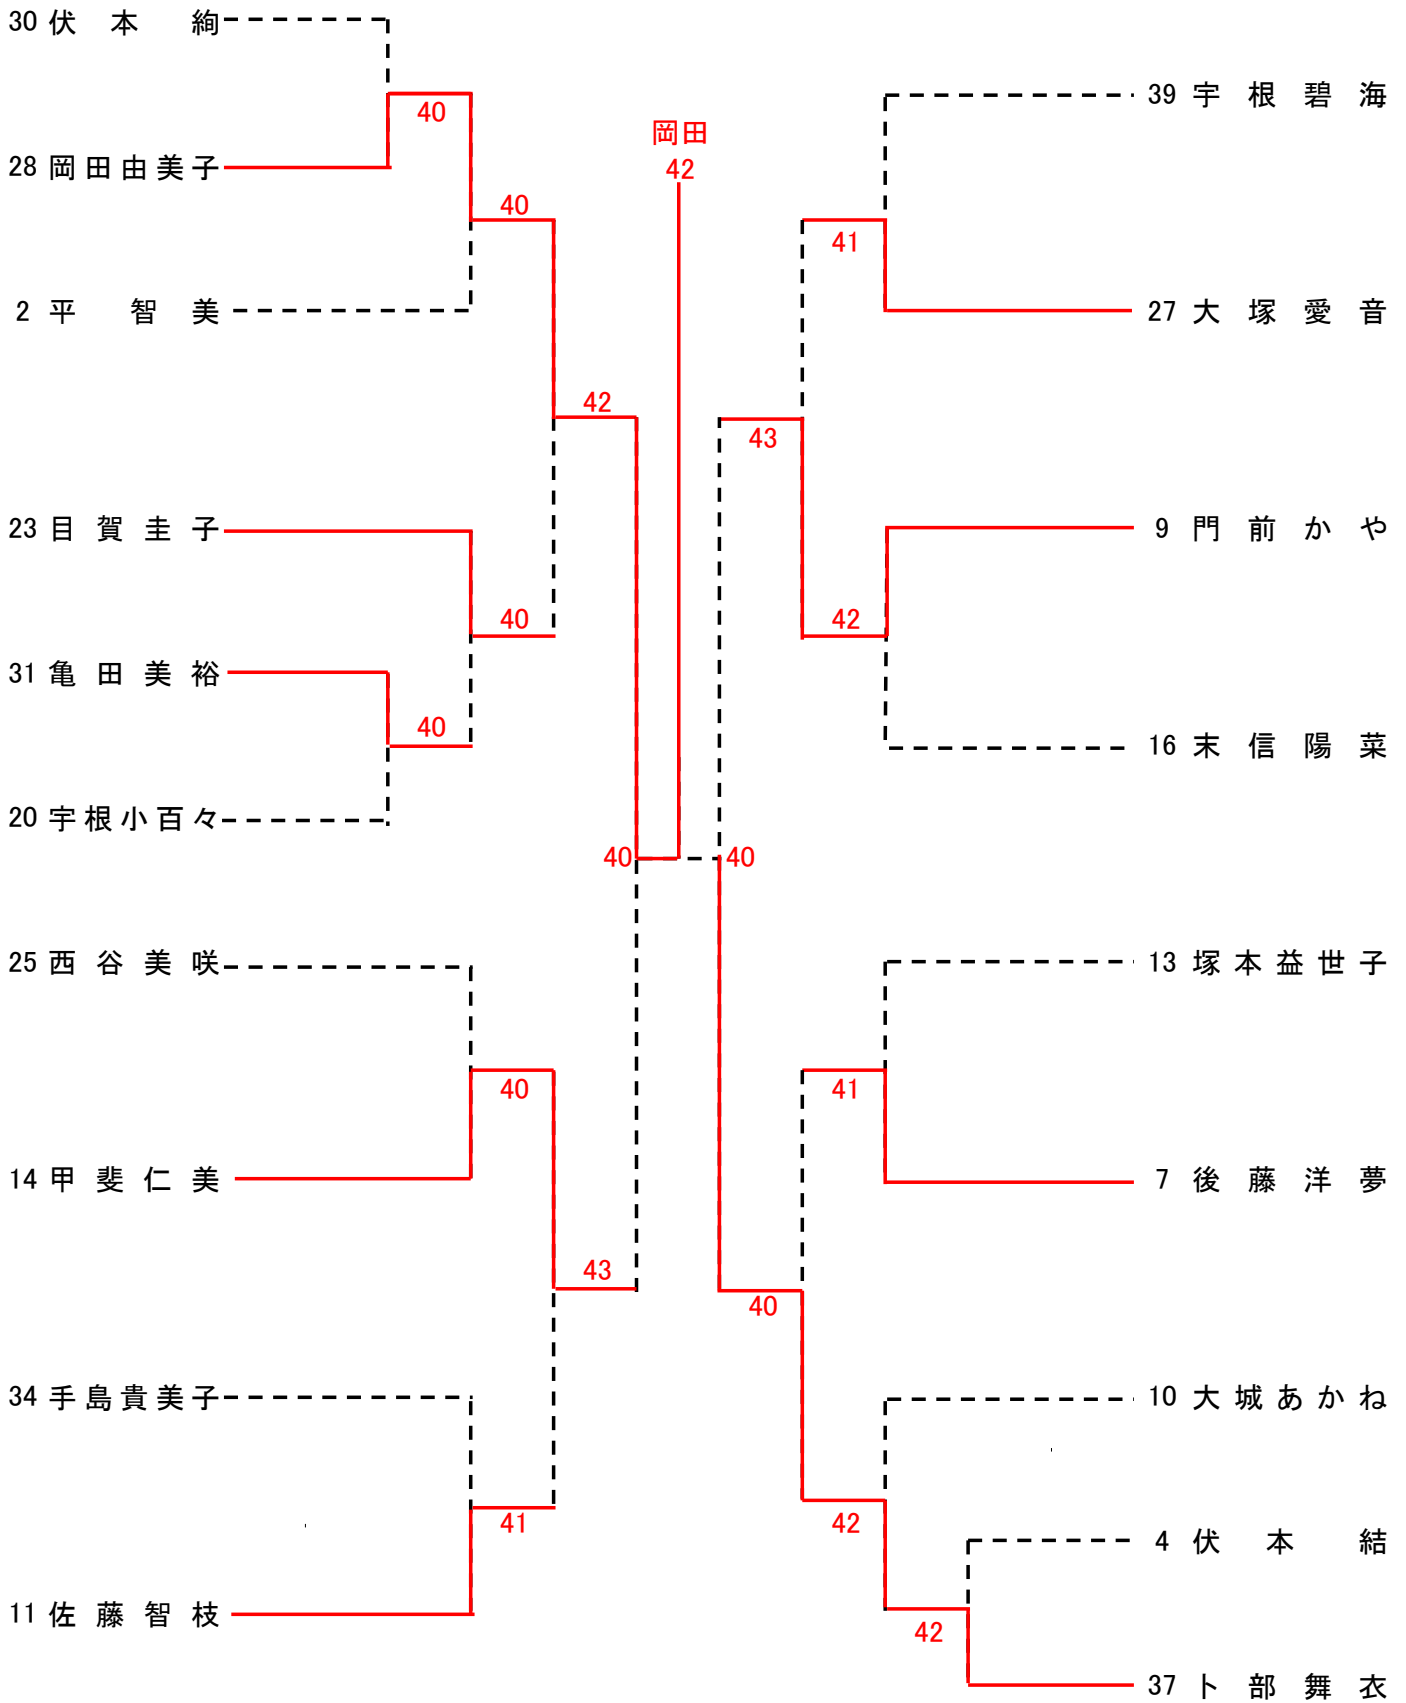 30 伏本絢
40
28 岡田由美子
40
2 平智美
42
23 目賀圭子
40
31 亀田美裕
40
20 宇根小百々
40
25 西谷美咲
40
14 甲斐仁美
43
34 手島貴美子
41
11 佐藤智枝
岡田
42
39 宇根碧海
41
27 大塚愛音
43
9 門前かや
42
16 末信陽菜
40
13 塚本益世子
41
7 後藤洋夢
40
10 大城あかね
42
4 伏本結
42
37 卜部舞衣